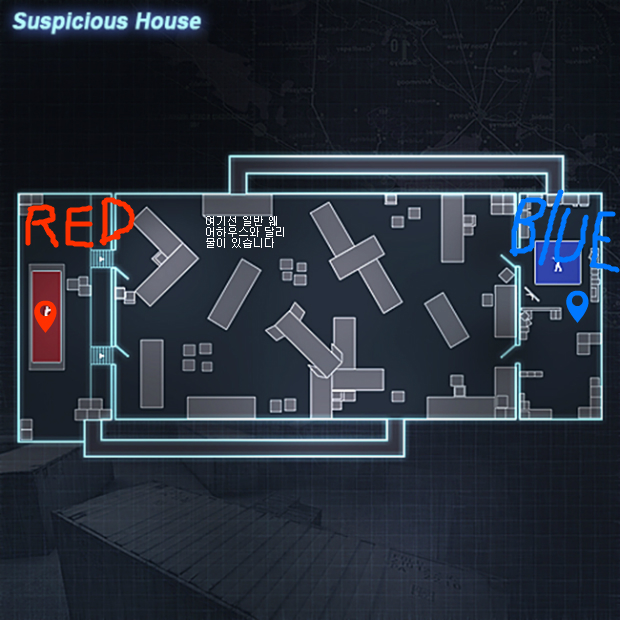 Suspicious House
RED
BlUE
여기선 일반 웨
어하우스와 달리
물이 있습니다